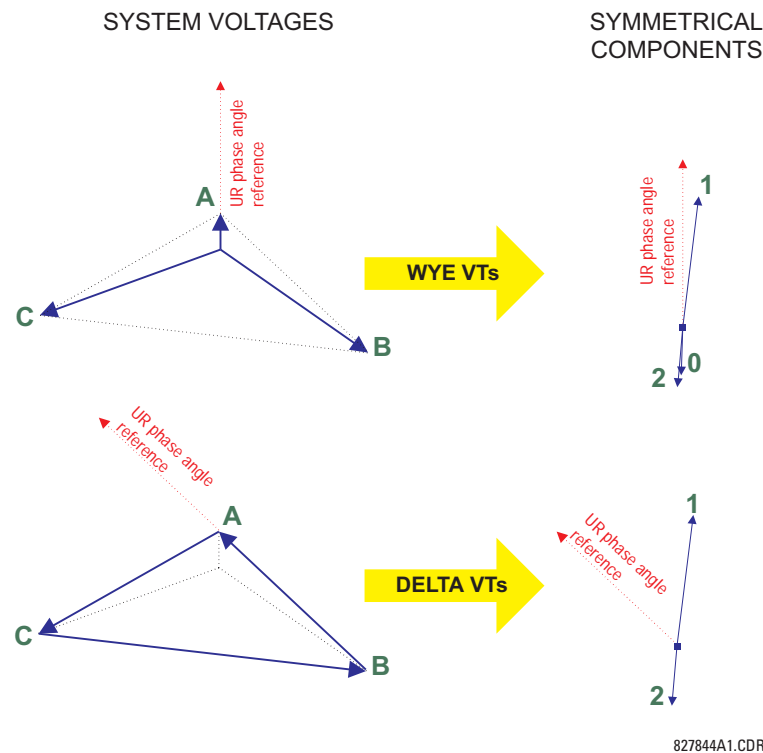 SYSTEM VOLTAGES
SYMMETRICAL
COMPONENTS
UR phase angle
reference
A
C
B
WYE VTs
UR phase angle
reference
1
2
0
UR phase angle
reference
A
C
B
DELTA VTs
UR phase angle
reference
1
2
827844A1.CDR